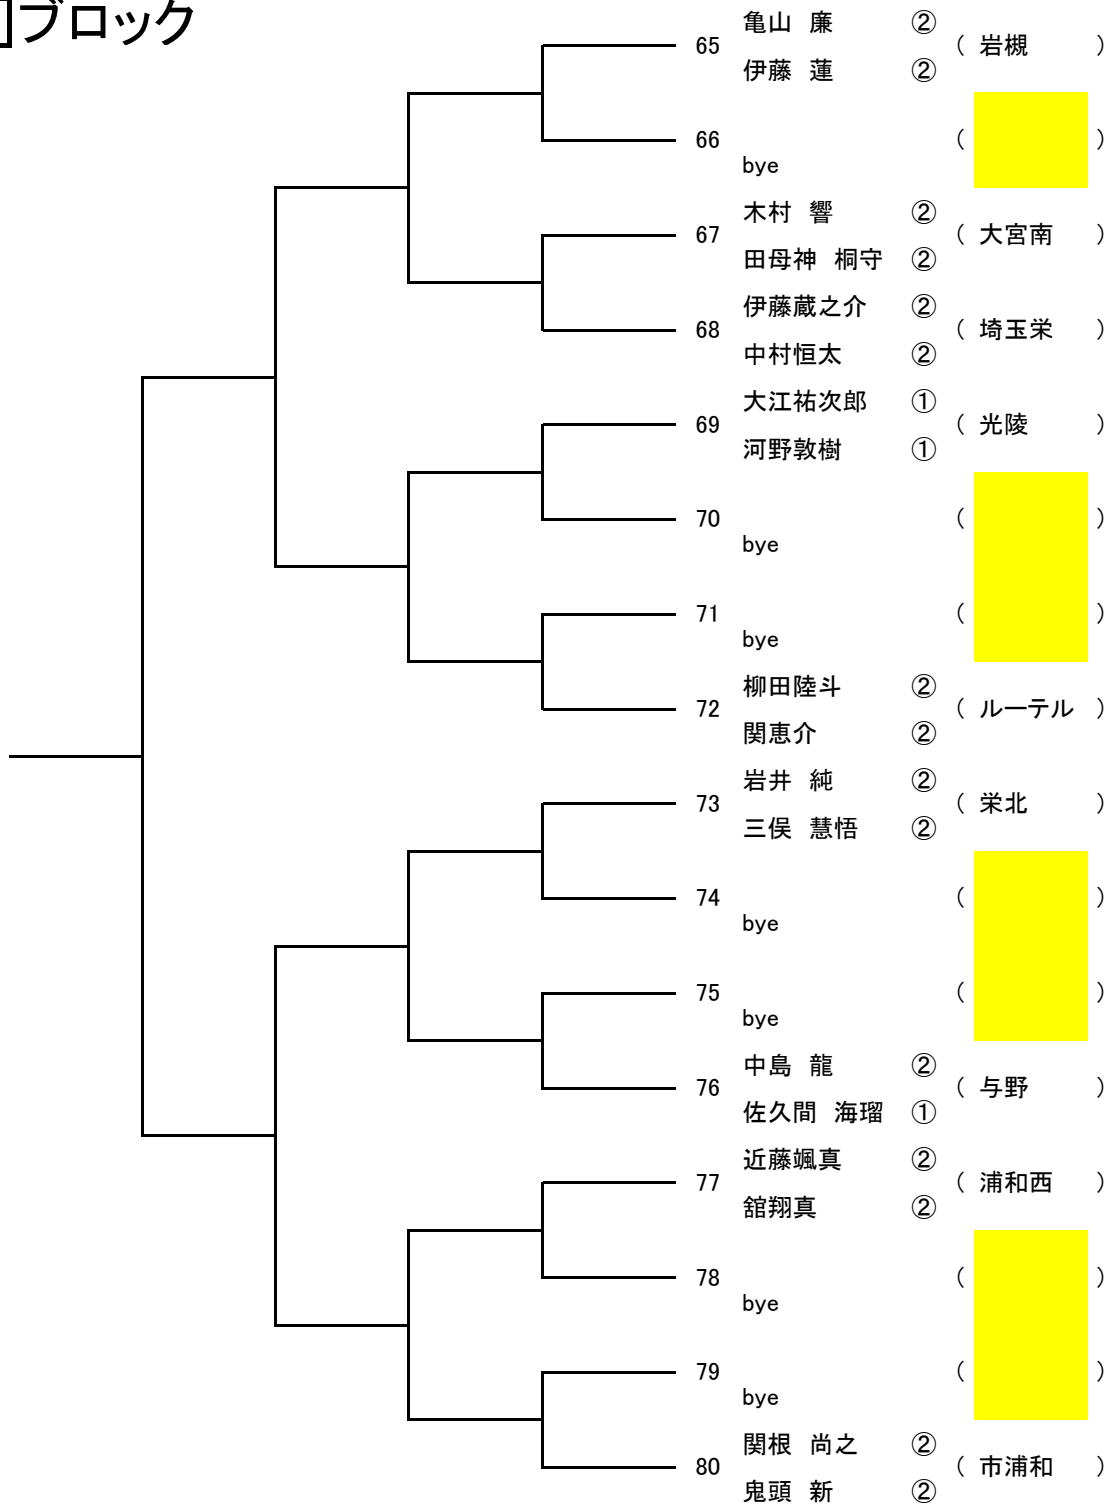 ブロック
亀山　廉 ②
65 ( 岩槻 )
伊藤　蓮 ②
66 ( )
bye
木村　響 ②
67 ( 大宮南 )
田母神　桐守 ②
伊藤蔵之介 ②
68 ( 埼玉栄 )
中村恒太 ②
大江祐次郎 ①
69 ( 光陵 )
河野敦樹 ①
70 ( )
bye
71 ( )
bye
柳田陸斗 ②
72 ( ルーテル )
関恵介 ②
岩井　純 ②
73 ( 栄北 )
三俣　慧悟 ②
74 ( )
bye
75 ( )
bye
中島　龍 ②
76 ( 与野 )
佐久間　海瑠 ①
近藤颯真 ②
77 ( 浦和西 )
舘翔真 ②
78 ( )
bye
79 ( )
bye
関根　尚之 ②
80 ( 市浦和 )
鬼頭　新 ②